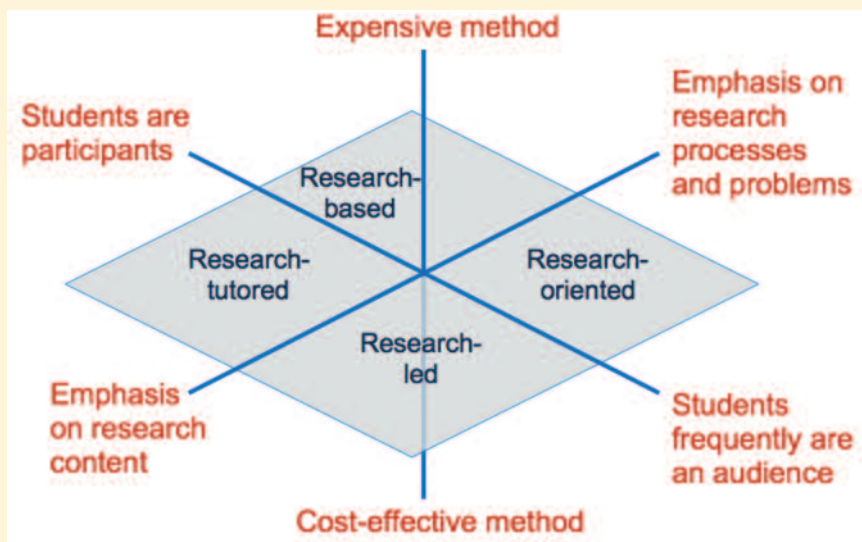 Expensive method
Emphasis on
research
processes
and problems
Students are
participants
Research-
based
Research-
tutored
Research-
oriented
Research-
led
Emphasis
on research
content
Students
frequently are
an audience
Cost-effective method